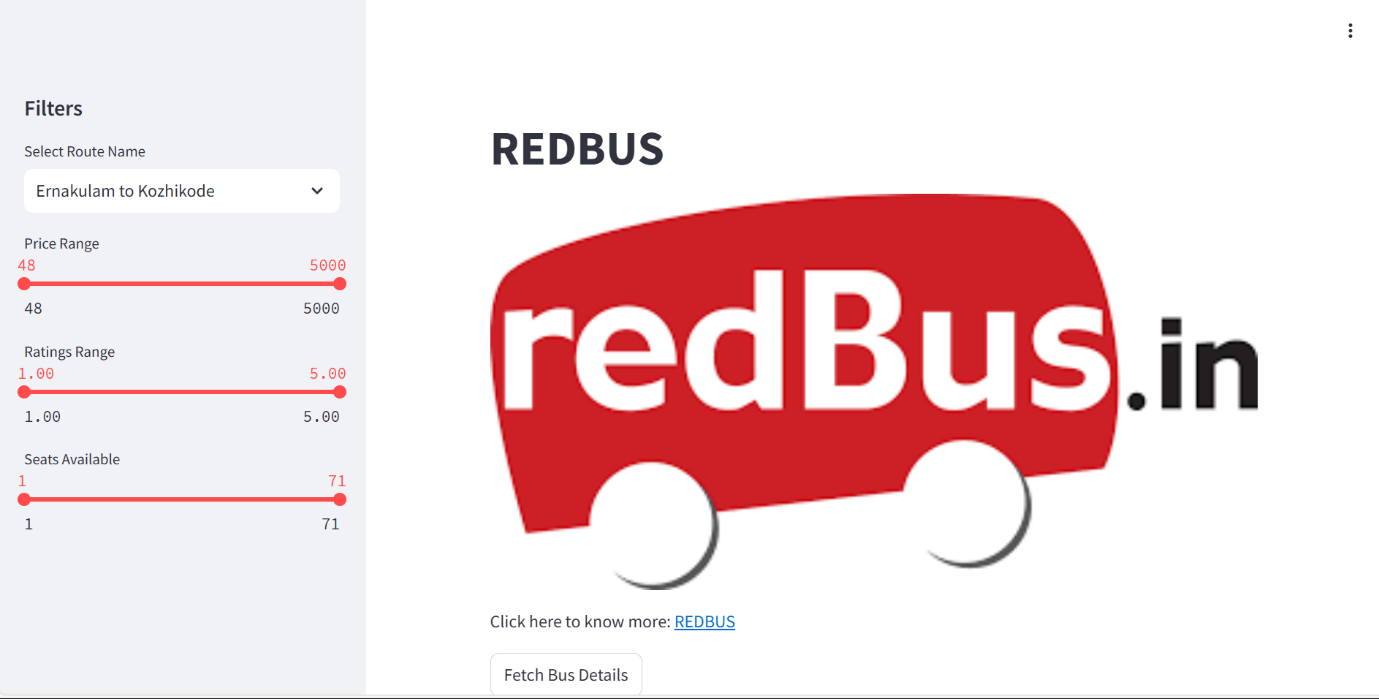 Filters
Select Route Name
Ernakulam to Kozhikode
Price Range
48 5000
48 5000
Ratings Range
1.00 5.00
1.00 5.00
Seats Available
1 71
1 71
REDBUS
redBus.in
Click here to know more: REDBUS
Fetch Bus Details